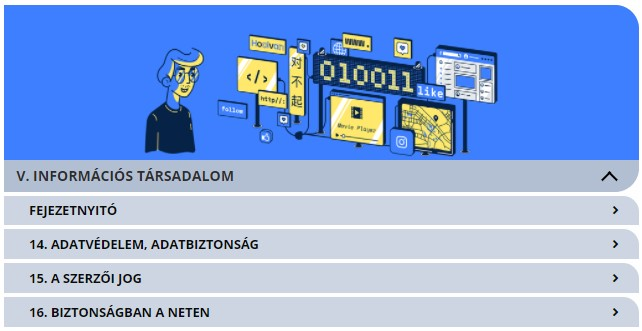 Hoolvan
WWW.
</>
对不起
010011
like
http//:
follow
Movie Player
V. INFORMÁCIÓS TÁRSADALOM
FEJEZETNYITÓ
14. ADATVÉDELEM, ADATBIZTONSÁG
15. A SZERZŐI JOG
16. BIZTONSÁGBAN A NETEN